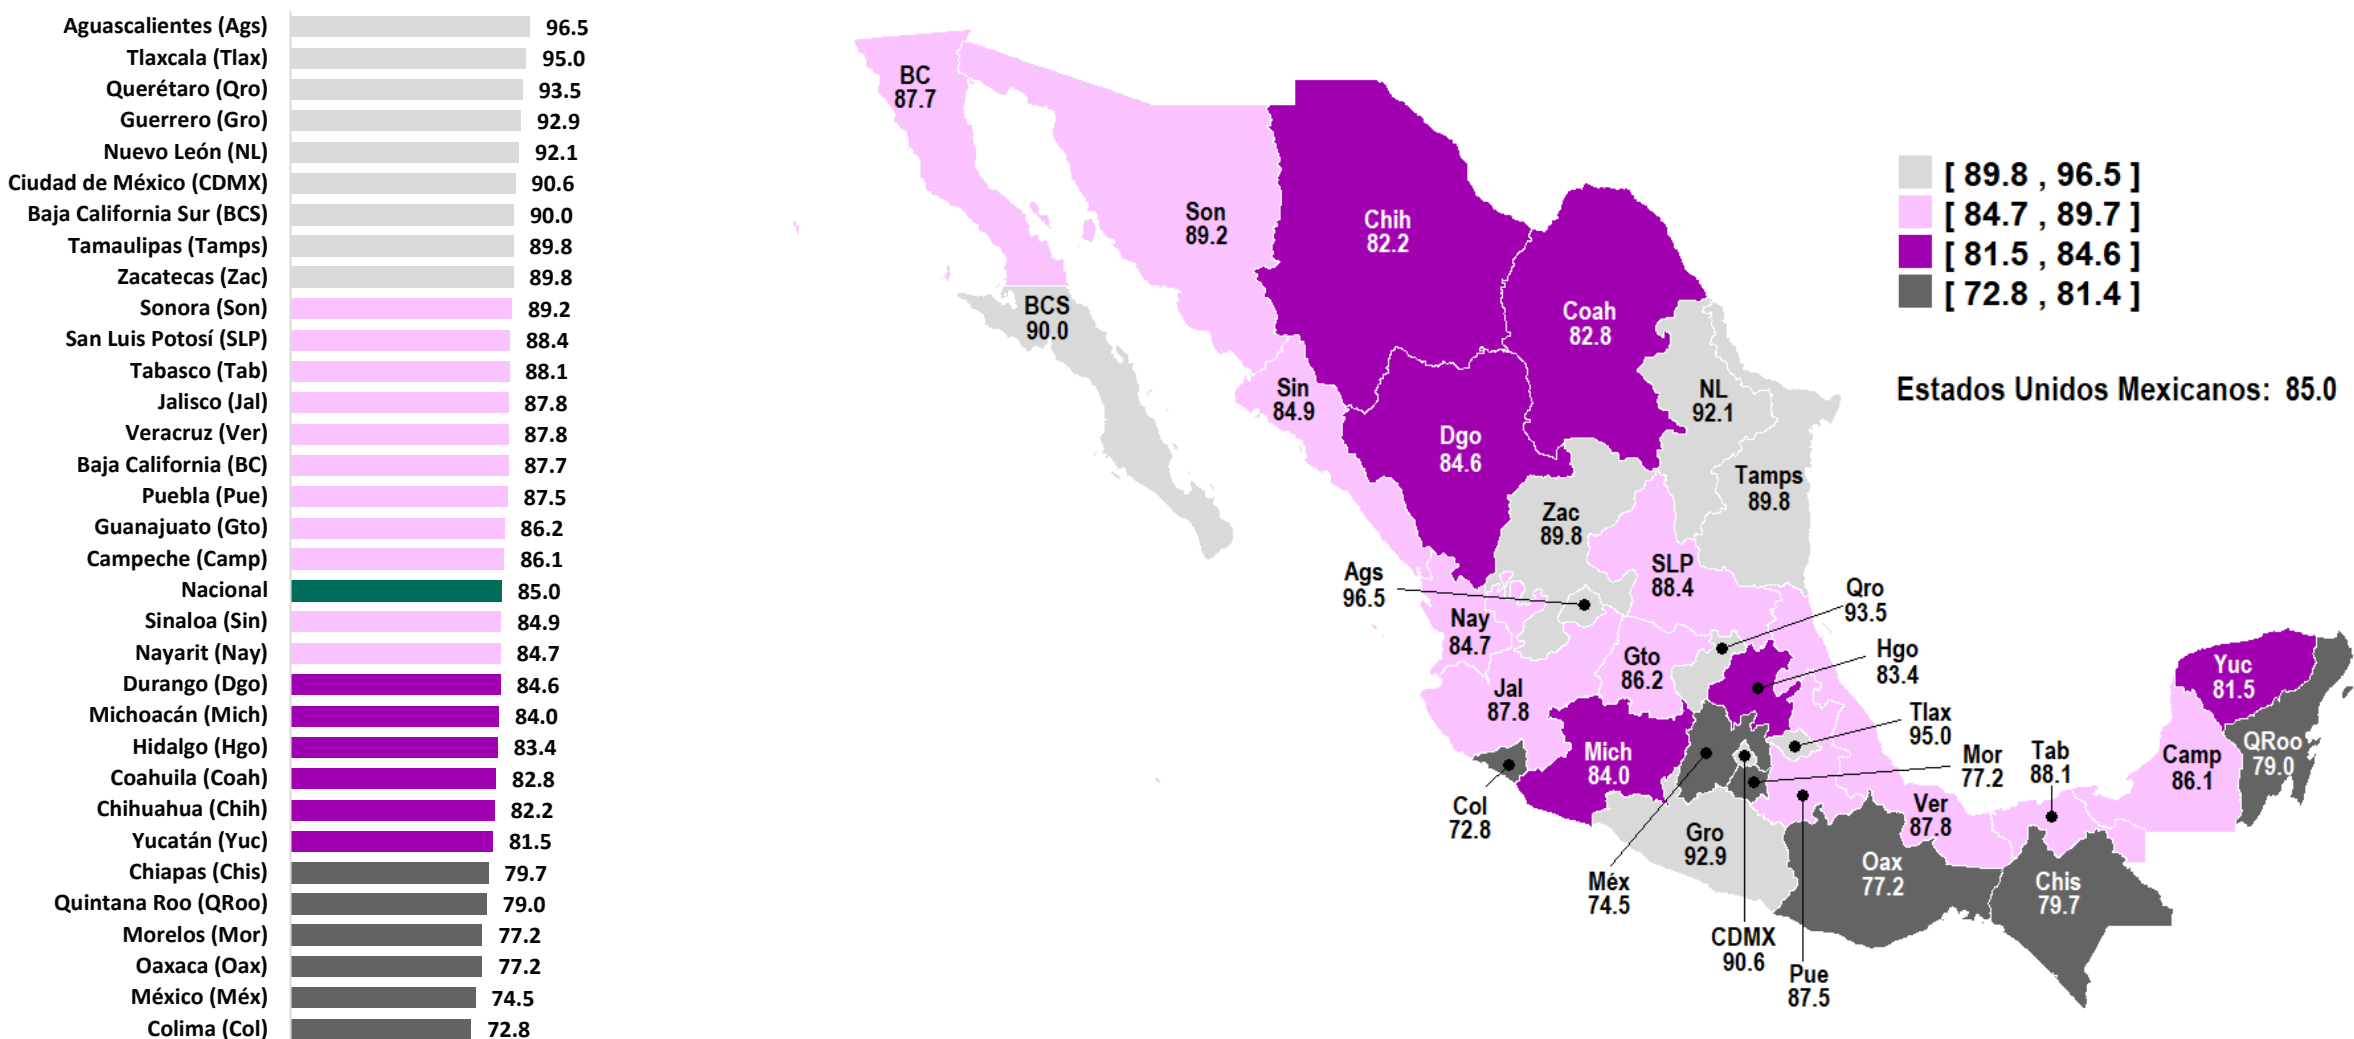 Aguascalientes (Ags) 96.5
Tlaxcala (Tlax) 95.0
Querétaro (Qro) 93.5
Guerrero (Gro) 92.9
Nuevo León (NL) 92.1
Ciudad de México (CDMX) 90.6
Baja California Sur (BCS) 90.0
Tamaulipas (Tamps) 89.8
Zacatecas (Zac) 89.8
Sonora (Son) 89.2
San Luis Potosí (SLP) 88.4
Tabasco (Tab) 88.1
Jalisco (Jal) 87.8
Veracruz (Ver) 87.8
Baja California (BC) 87.7
Puebla (Pue) 87.5
Guanajuato (Gto) 86.2
Campeche (Camp) 86.1
Nacional 85.0
Sinaloa (Sin) 84.9
Nayarit (Nay) 84.7
Durango (Dgo) 84.6
Michoacán (Mich) 84.0
Hidalgo (Hgo) 83.4
Coahuila (Coah) 82.8
Chihuahua (Chih) 82.2
Yucatán (Yuc) 81.5
Chiapas (Chis) 79.7
Quintana Roo (QRoo) 79.0
Morelos (Mor) 77.2
Oaxaca (Oax) 77.2
México (Méx) 74.5
Colima (Col) 72.8
BC
87.7
Son
89.2
Chih
82.2
BCS
90.0
Coah
82.8
Sin
84.9
NL
92.1
Dgo
84.6
Tamps
89.8
Zac
89.8
SLP
88.4
Ags
96.5
Qro
93.5
Nay
84.7
Gto
86.2
Hgo
83.4
Yuc
81.5
Jal
87.8
Tlax
95.0
Mich
84.0
Mor
77.2
Tab
88.1
Camp
86.1
QRoo
79.0
Col
72.8
Gro
92.9
Ver
87.8
Méx
74.5
Oax
77.2
Chis
79.7
CDMX
90.6
Pue
87.5
[ 89.8 , 96.5 ]
[ 84.7 , 89.7 ]
[ 81.5 , 84.6 ]
[ 72.8 , 81.4 ]
Estados Unidos Mexicanos: 85.0